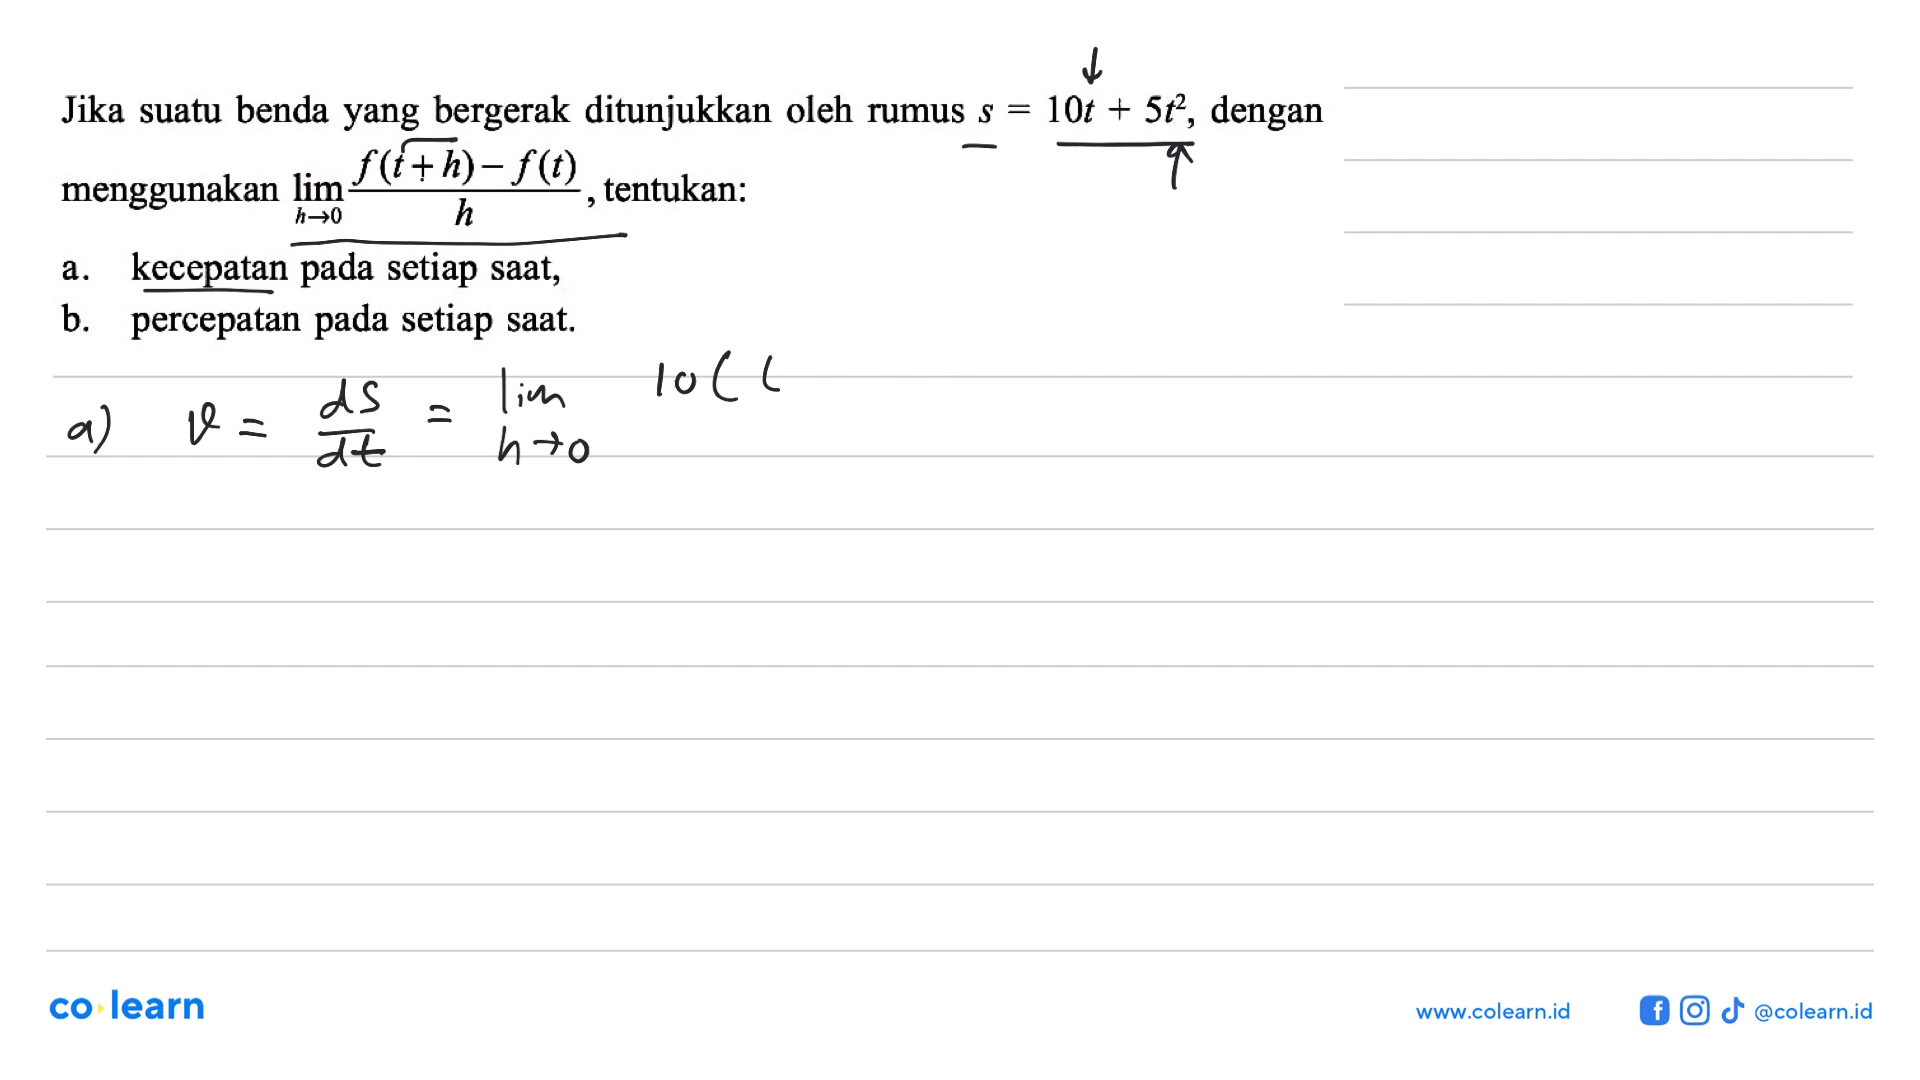 Jika suatu benda yang bergerak ditunjukkan oleh rumus s = 10t + 5t², dengan
menggunakan lim h→0 f(t+h)−f(t) / h, tentukan:
a. kecepatan pada setiap saat,
b. percepatan pada setiap saat.
a) v = ds/dt = lim h→0 10((
co learn
www.colearn.id @colearn.id